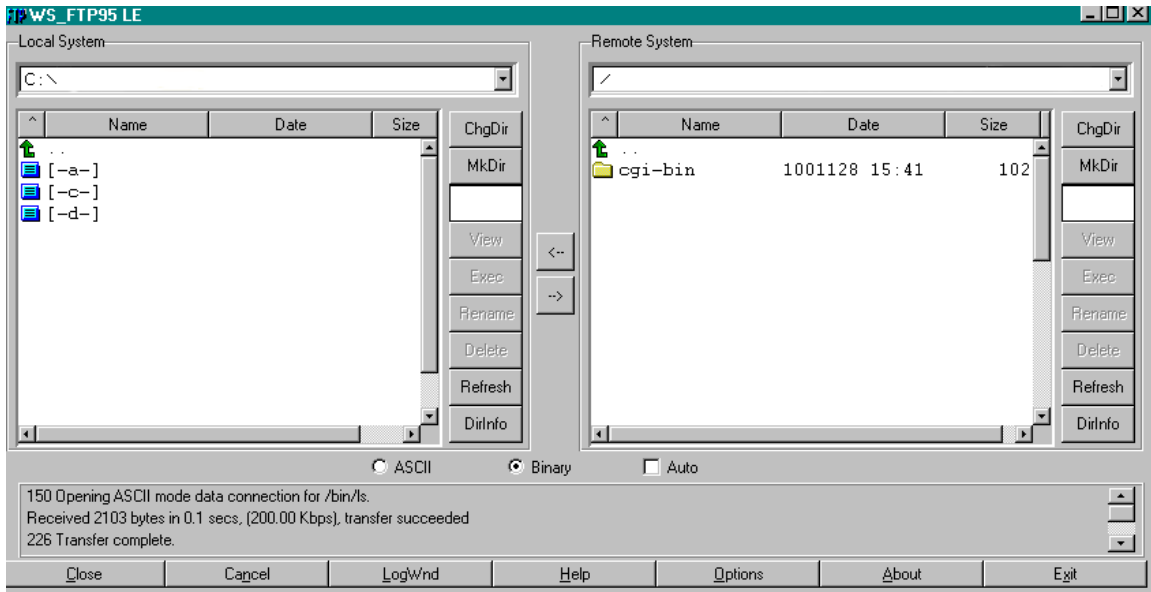 WS_FTP95 LE
Local System
C:\
^ Name Date Size
..
[-a-]
[-c-]
[-d-]
ChgDir
MkDir
View
Exec
Rename
Delete
Refresh
DirInfo
<--
-->
Remote System
/
^ Name Date Size
..
cgi-bin 1001128 15:41 102
ChgDir
MkDir
View
Exec
Rename
Delete
Refresh
DirInfo
ASCII Binary Auto
150 Opening ASCII mode data connection for /bin/ls.
Received 2103 bytes in 0.1 secs, (200.00 Kbps), transfer succeeded
226 Transfer complete.
Close Cancel LogWnd Help Options About Exit